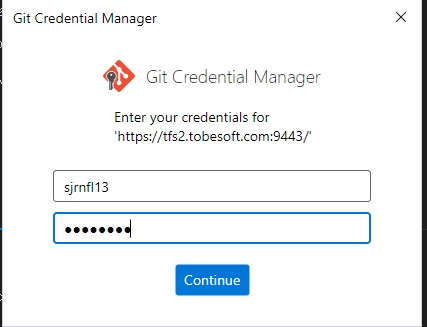 Git Credential Manager
Git Credential Manager
Enter your credentials for
'https://tfs2.tobesoft.com:9443/'
sjrnfl13
●●●●●●●●
Continue